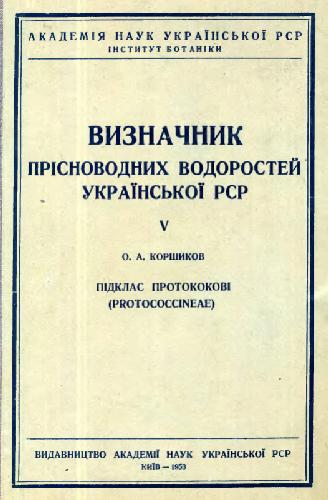 АКАДЕМІЯ НАУК УКРАЇНСЬКОЇ РСР
ІНСТИТУТ БОТАНІКИ
ВИЗНАЧНИК
ПРІСНОВОДНИХ ВОДОРОСТЕЙ
УКРАЇНСЬКОЇ РСР
V
О. А. КОРШИКОВ
ПІДКЛАС ПРОТОКОКОВІ
(PROTOCOCCINEAE)
ВИДАВНИЦТВО АКАДЕМІЇ НАУК УКРАЇНСЬКОЇ РСР
КИЇВ — 1953